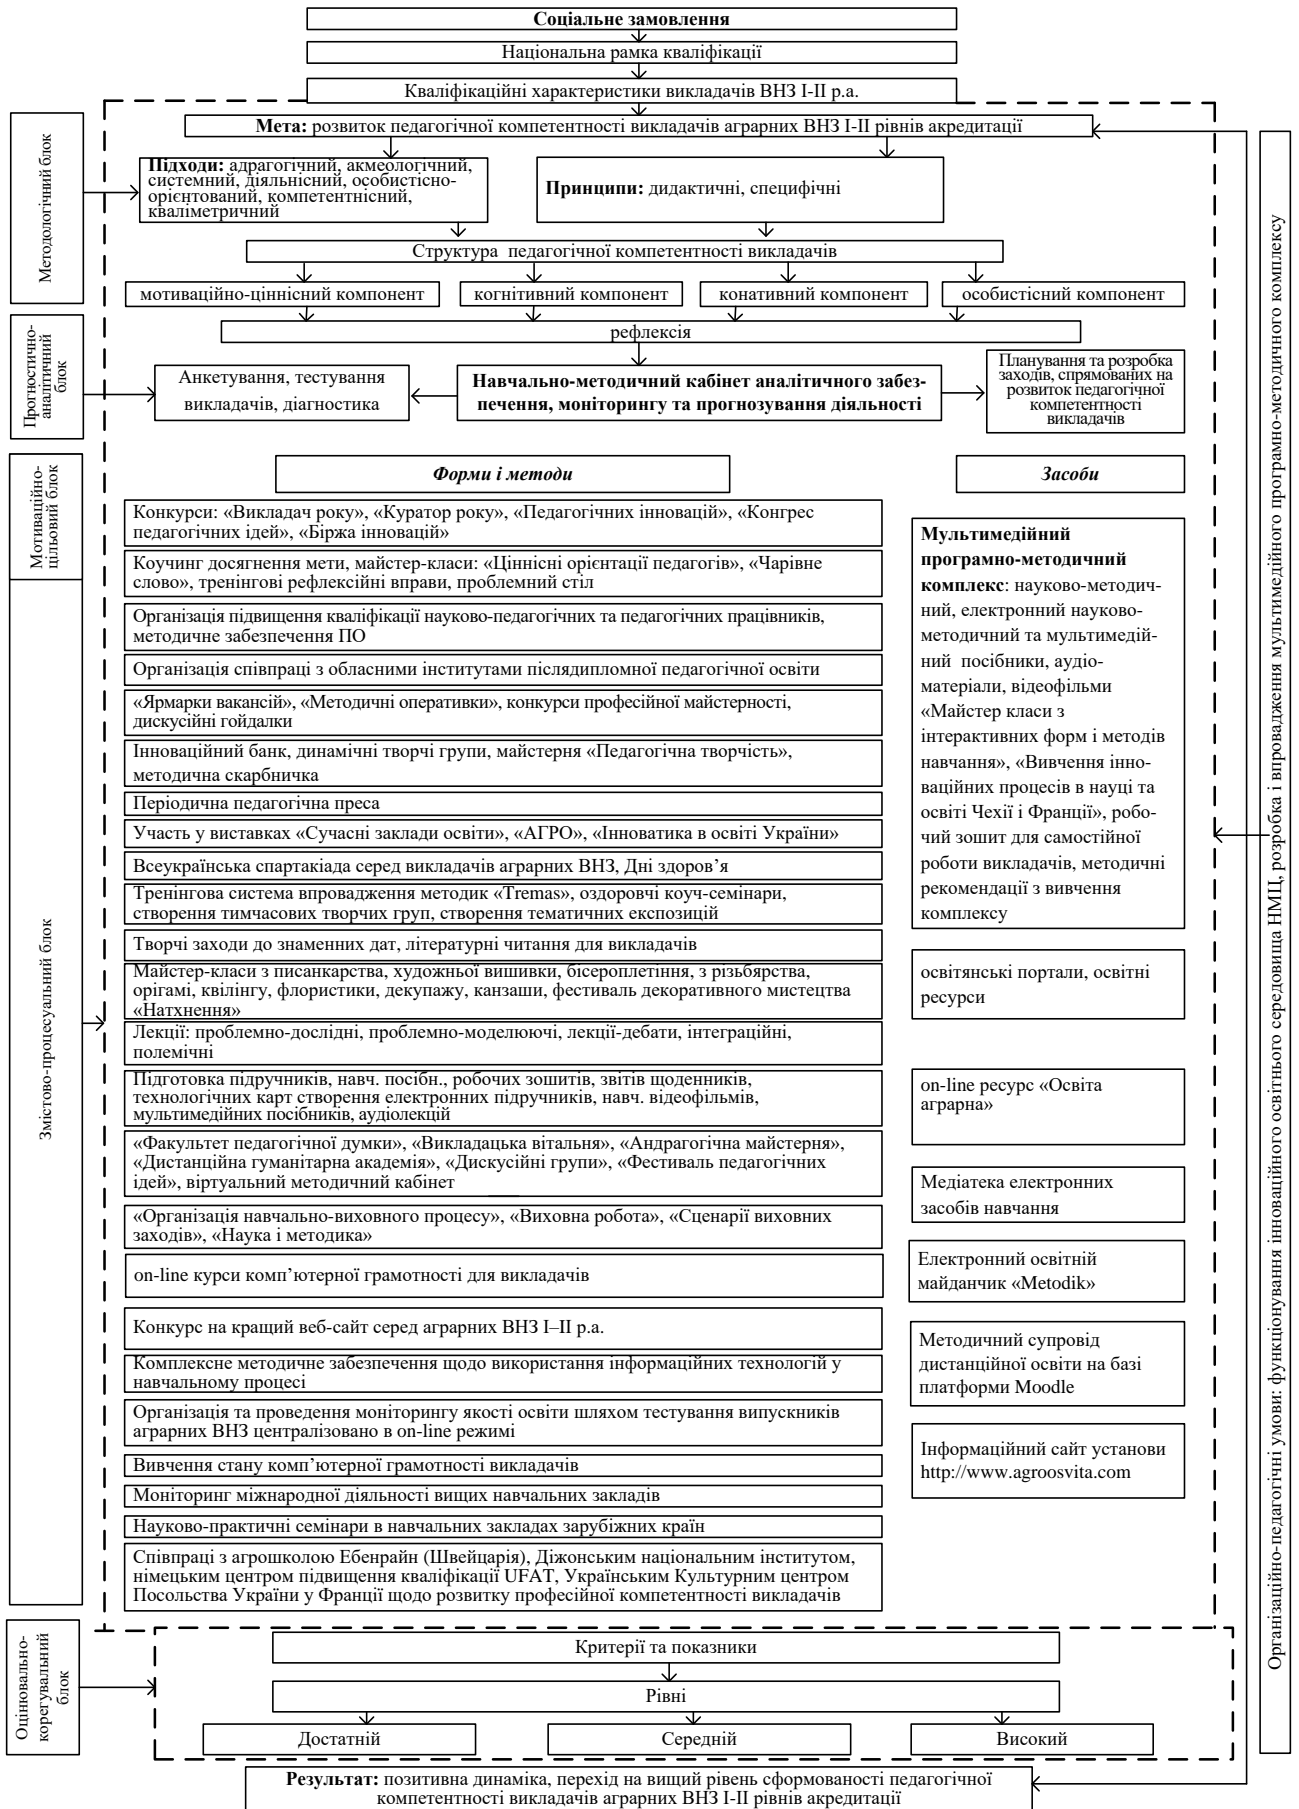 Соціальне замовлення
Національна рамка кваліфікації
Кваліфікаційні характеристики викладачів ВНЗ І-ІІ р.а.
Мета: розвиток педагогічної компетентності викладачів аграрних ВНЗ І-ІІ рівнів акредитації
Методологічний блок
Підходи: адрагогічний, акмеологічний,
системний, діяльнісний, особистісно-
орієнтований, компетентнісний,
кваліметричний
Принципи: дидактичні, специфічні
Структура педагогічної компетентності викладачів
мотиваційно-ціннісний компонент
когнітивний компонент
конативний компонент
особистісний компонент
рефлексія
Прогностично-
аналітичний
блок
Анкетування, тестування
викладачів, діагностика
Навчально-методичний кабінет аналітичного забез-
печення, моніторингу та прогнозування діяльності
Планування та розробка
заходів, спрямованих на
розвиток педагогічної
компетентності
викладачів
Мотиваційно-
цільовий блок
Форми і методи
Засоби
Конкурси: «Викладач року», «Куратор року», «Педагогічних інновацій», «Конгрес
педагогічних ідей», «Біржа інновацій»
Коучинг досягнення мети, майстер-класи: «Ціннісні орієнтації педагогів», «Чарівне
слово», тренінгові рефлексійні вправи, проблемний стіл
Змістово-процесуальний блок
Організація підвищення кваліфікації науково-педагогічних та педагогічних працівників,
методичне забезпечення ПО
Організація співпраці з обласними інститутами післядипломної педагогічної освіти
«Ярмарки вакансій», «Методичні оперативки», конкурси професійної майстерності,
дискусійні гойдалки
Інноваційний банк, динамічні творчі групи, майстерня «Педагогічна творчість»,
методична скарбничка
Періодична педагогічна преса
Участь у виставках «Сучасні заклади освіти», «АГРО», «Інноватика в освіті України»
Всеукраїнська спартакіада серед викладачів аграрних ВНЗ, Дні здоров’я
Тренінгова система впровадження методик «Tremas», оздоровчі коуч-семінари,
створення тимчасових творчих груп, створення тематичних експозицій
Творчі заходи до знаменних дат, літературні читання для викладачів
Майстер-класи з писанкарства, художньої вишивки, бісероплетіння, з різьбярства,
орігамі, квілінгу, флористики, декупажу, канзаши, фестиваль декоративного мистецтва
«Натхнення»
Лекції: проблемно-дослідні, проблемно-моделюючі, лекції-дебати, інтеграційні,
полемічні
Підготовка підручників, навч. посібн., робочих зошитів, звітів щоденників,
технологічних карт створення електронних підручників, навч. відеофільмів,
мультимедійних посібників, аудіолекцій
«Факультет педагогічної думки», «Викладацька вітальня», «Андрагогічна майстерня»,
«Дистанційна гуманітарна академія», «Дискусійні групи», «Фестиваль педагогічних
ідей», віртуальний методичний кабінет
«Організація навчально-виховного процесу», «Виховна робота», «Сценарії виховних
заходів», «Наука і методика»
on-line курси комп’ютерної грамотності для викладачів
Конкурс на кращий веб-сайт серед аграрних ВНЗ І–ІІ р.а.
Комплексне методичне забезпечення щодо використання інформаційних технологій у
навчальному процесі
Організація та проведення моніторингу якості освіти шляхом тестування випускників
аграрних ВНЗ централізовано в on-line режимі
Вивчення стану комп’ютерної грамотності викладачів
Моніторинг міжнародної діяльності вищих навчальних закладів
Науково-практичні семінари в навчальних закладах зарубіжних країн
Співпраці з агрошколою Ебенрайн (Швейцарія), Діжонським національним інститутом,
німецьким центром підвищення кваліфікації UFAT, Українським Культурним центром
Посольства України у Франції щодо розвитку професійної компетентності викладачів
Мультимедійний
програмно-методичний
комплекс: науково-методич-
ний, електронний науково-
методичний та мультимедій-
ний посібники, аудіо-
матеріали, відеофільми
«Майстер класи з
інтерактивних форм і методів
навчання», «Вивчення інно-
ваційних процесів в науці та
освіті Чехії і Франції», робо-
чий зошит для самостійної
роботи викладачів, методичні
рекомендації з вивчення
комплексу
освітянські портали, освітні
ресурси
on-line ресурс «Освіта
аграрна»
Медіатека електронних
засобів навчання
Електронний освітній
майданчик «Metodik»
Методичний супровід
дистанційної освіти на базі
платформи Moodle
Інформаційний сайт установи
http://www.agroosvita.com
Організаційно-педагогічні умови: функціонування інноваційного освітнього середовища НМЦ, розробка і впровадження мультимедійного програмно-методичного комплексу
Оцінювально-
корегувальний
блок
Критерії та показники
Рівні
Достатній
Середній
Високий
Результат: позитивна динаміка, перехід на вищий рівень сформованості педагогічної
компетентності викладачів аграрних ВНЗ І-ІІ рівнів акредитації